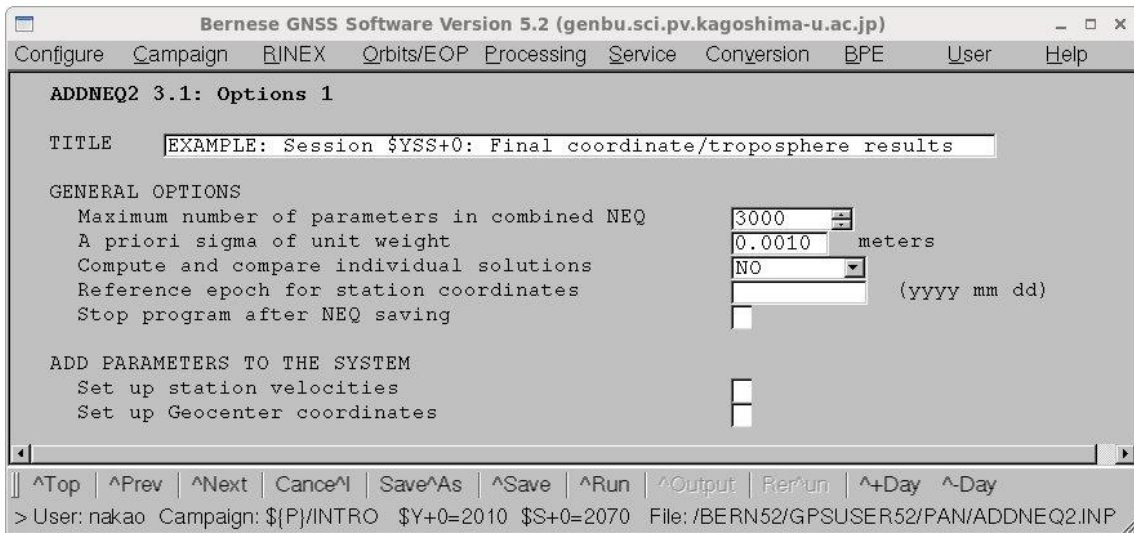 Bernese GNSS Software Version 5.2 (genbu.sci.pv.kagoshima-u.ac.jp)
Configure Campaign RINEX Orbits/EOP Processing Service Conversion BPE User Help
ADDNEQ2 3.1: Options 1
TITLE EXAMPLE: Session $YSS+0: Final coordinate/troposphere results
GENERAL OPTIONS
Maximum number of parameters in combined NEQ 3000
A priori sigma of unit weight 0.0010 meters
Compute and compare individual solutions NO
Reference epoch for station coordinates (yyyy mm dd)
Stop program after NEQ saving
ADD PARAMETERS TO THE SYSTEM
Set up station velocities
Set up Geocenter coordinates
^Top | ^Prev | ^Next | Cance^l | Save^As | ^Save | ^Run | ^Output | Rer^un | ^+Day ^-Day
> User: nakao Campaign: ${P}/INTRO $Y+0=2010 $S+0=2070 File: /BERN52/GPSUSER52/PAN/ADDNEQ2.INP